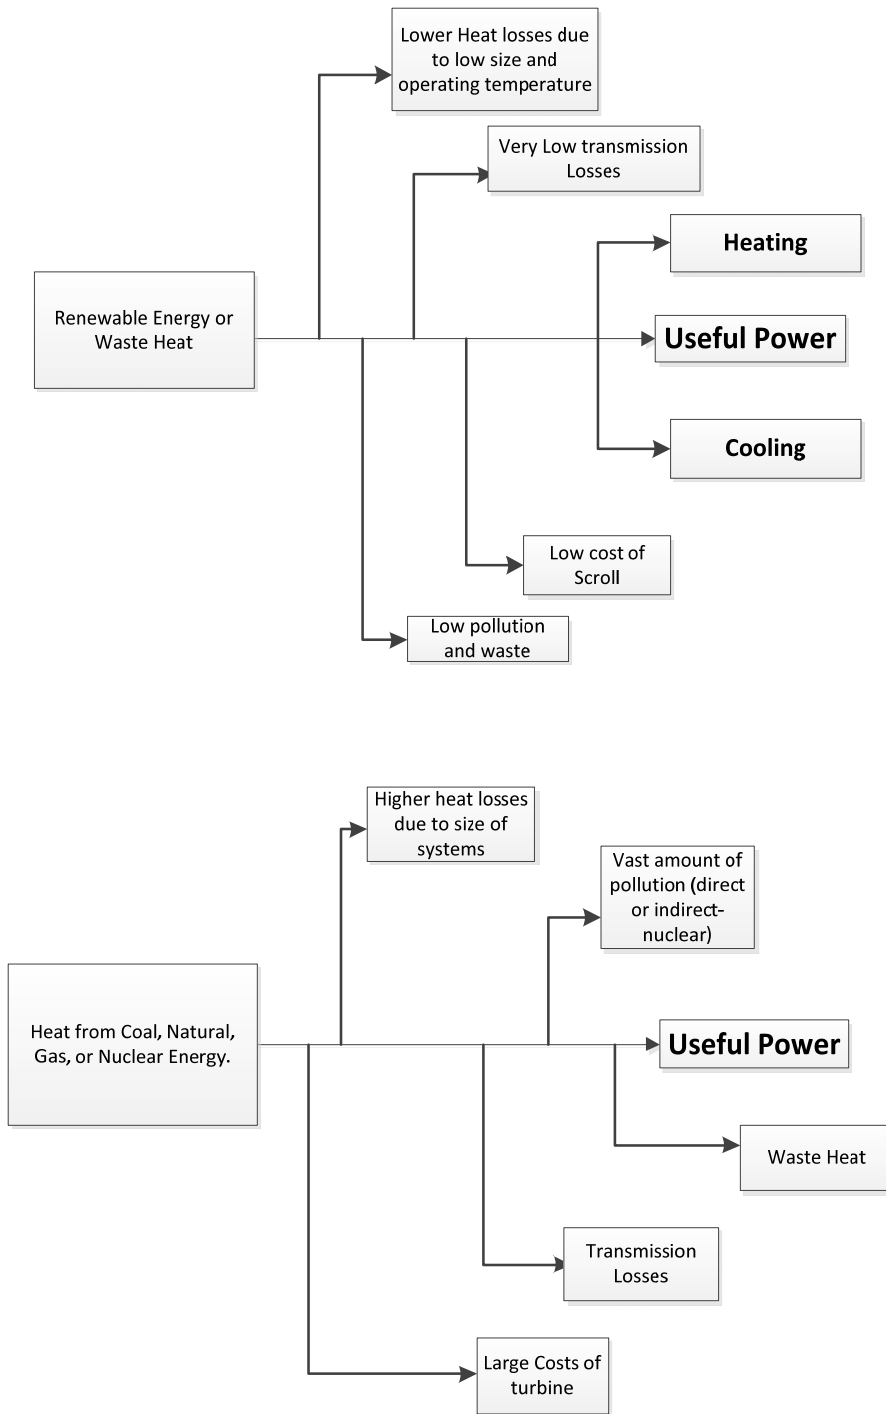 Lower Heat losses due
to low size and
operating temperature
Very Low transmission
Losses
Heating
Renewable Energy or
Waste Heat
Useful Power
Cooling
Low cost of
Scroll
Low pollution
and waste
Higher heat losses
due to size of
systems
Vast amount of
pollution (direct
or indirect-
nuclear)
Heat from Coal, Natural,
Gas, or Nuclear Energy.
Useful Power
Waste Heat
Transmission
Losses
Large Costs of
turbine